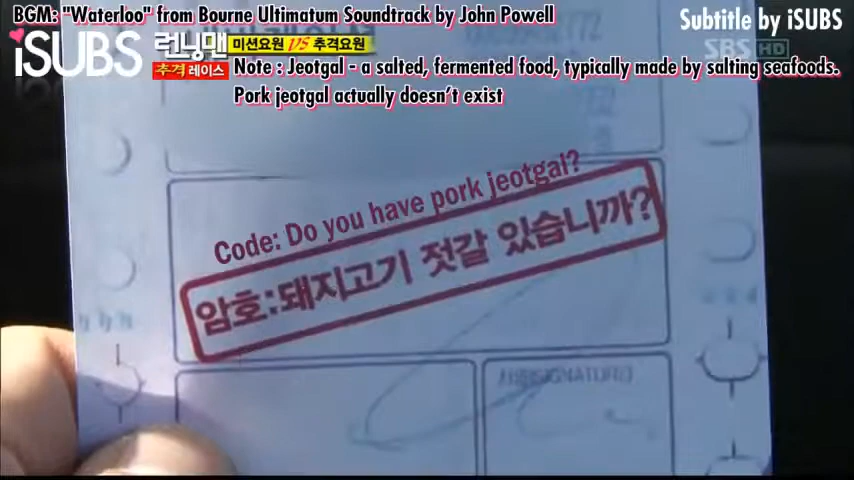 BGM: "Waterloo" from Bourne Ultimatum Soundtrack by John Powell
Subtitle by iSUBS
iSUBS
런닝맨 미션요원 VS 추격요원
추격 레이스
SBS HD
Note : Jeotgal - a salted, fermented food, typically made by salting seafoods.
Pork jeotgal actually doesn't exist
Code: Do you have pork jeotgal?
암호:돼지고기 젓갈 있습니까?